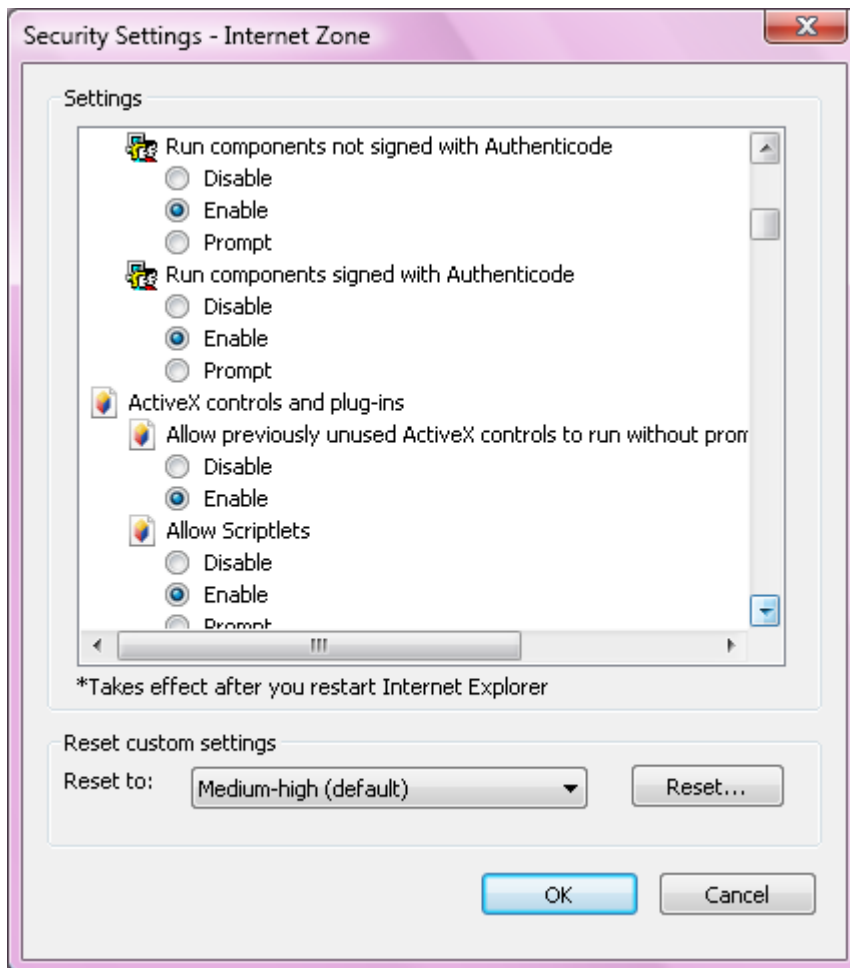 Security Settings - Internet Zone
Settings
Run components not signed with Authenticode
Disable
Enable
Prompt
Run components signed with Authenticode
Disable
Enable
Prompt
ActiveX controls and plug-ins
Allow previously unused ActiveX controls to run without prom
Disable
Enable
Allow Scriptlets
Disable
Enable
Prompt
*Takes effect after you restart Internet Explorer
Reset custom settings
Reset to:
Medium-high (default)
Reset...
OK
Cancel